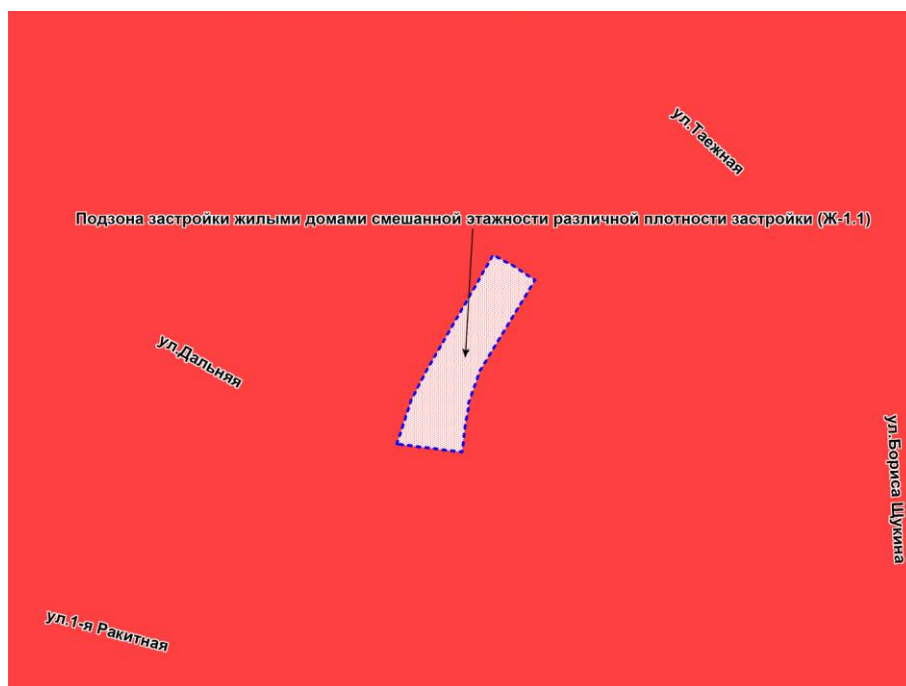 ул.Таежная
Подзона застройки жилыми домами смешанной этажности различной плотности застройки (Ж-1.1)
ул.Дальняя
ул.Бориса Щукина
ул.1-я Ракитная